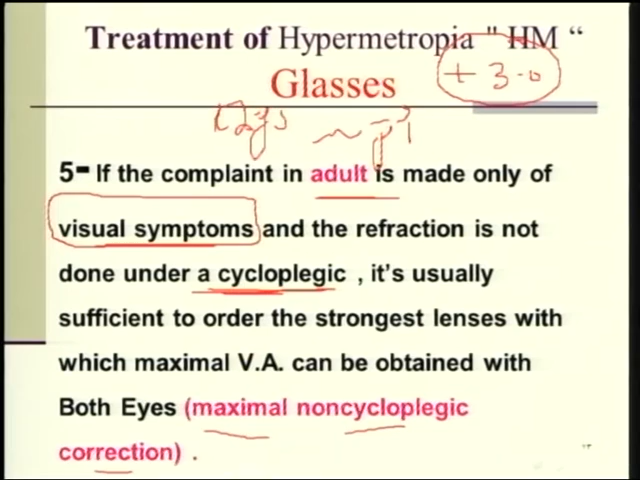 Treatment of Hypermetropia " HM “
+ 3.0
Glasses
5- If the complaint in adult is made only of
visual symptoms and the refraction is not
done under a cycloplegic , it's usually
sufficient to order the strongest lenses with
which maximal V.A. can be obtained with
Both Eyes (maximal noncycloplegic
correction) .
١٣